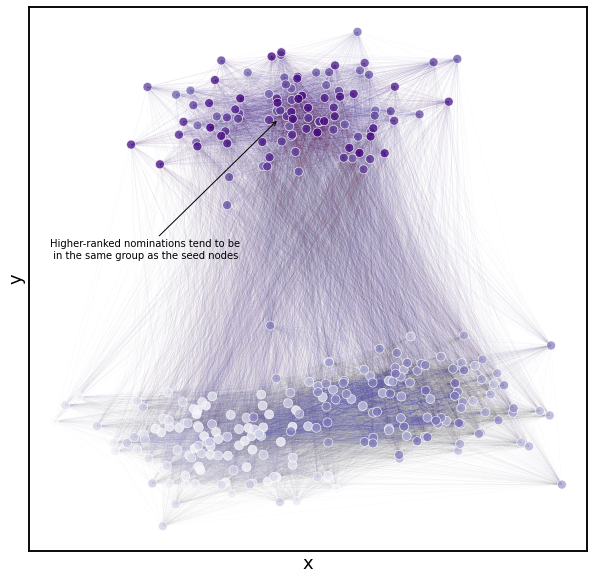 Higher-ranked nominations tend to be
in the same group as the seed nodes
y
x